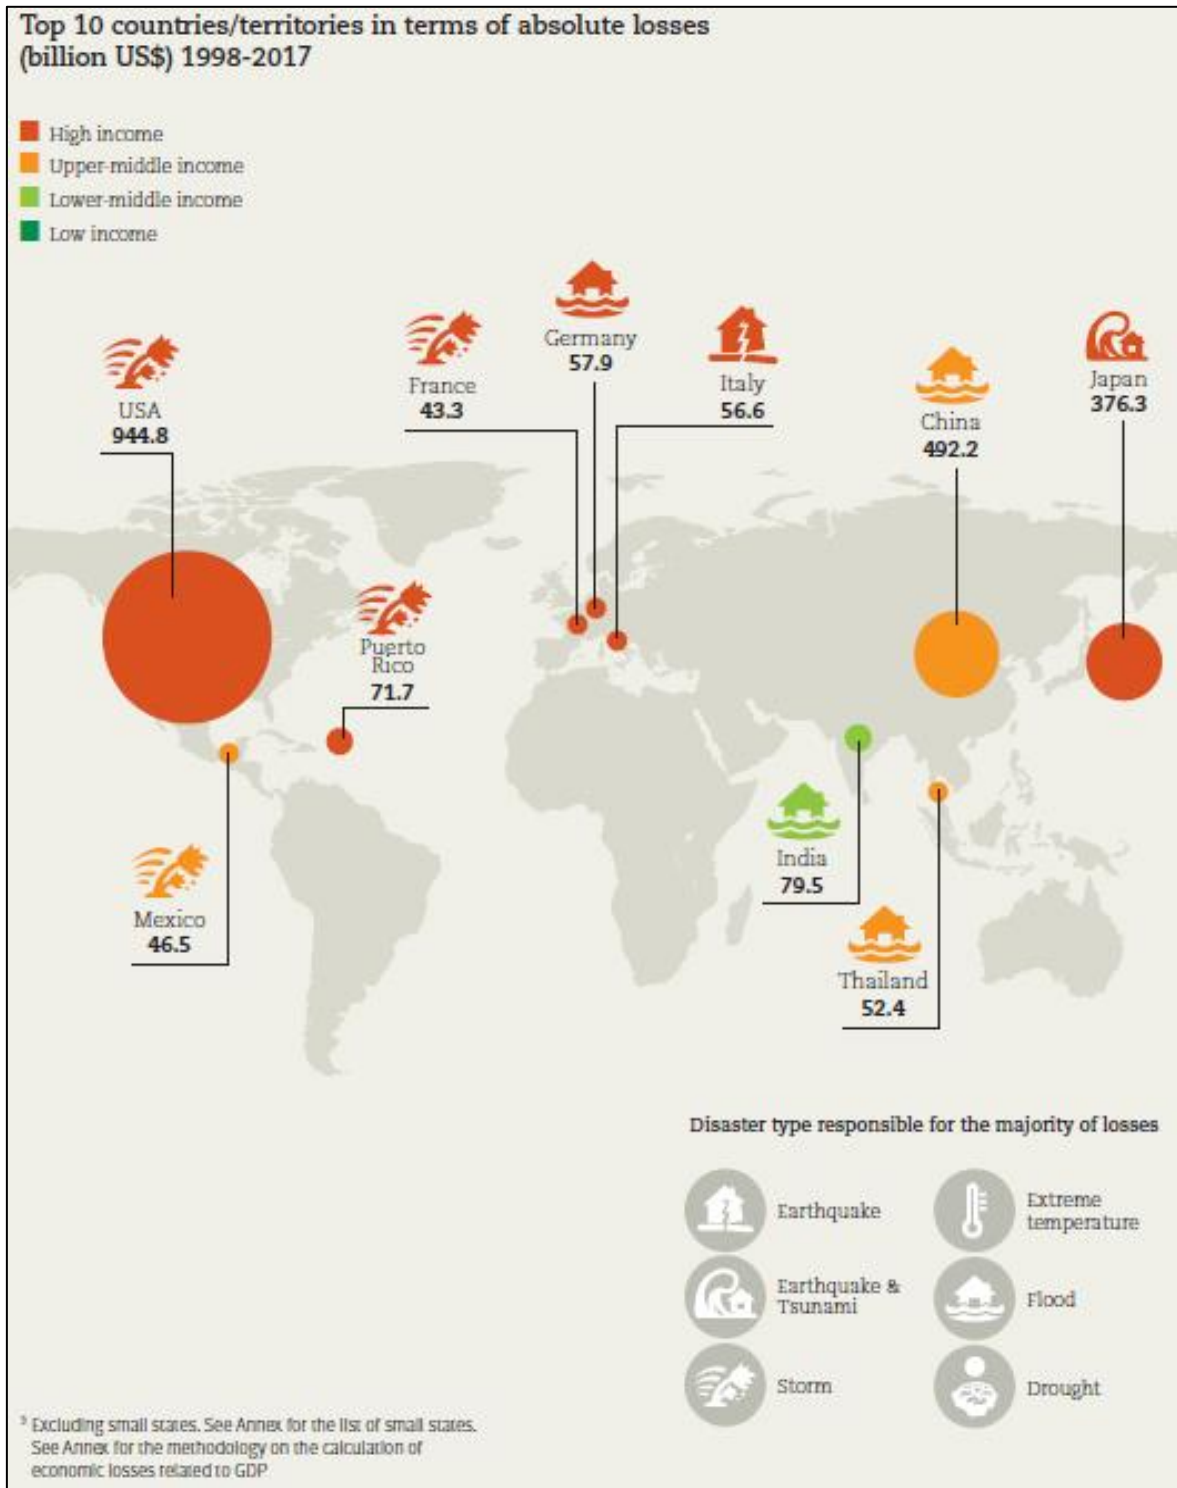 Top 10 countries/territories in terms of absolute losses
(billion US$) 1998-2017
High income
Upper-middle income
Lower-middle income
Low income
USA
944.8
France
43.3
Germany
57.9
Italy
56.6
China
492.2
Japan
376.3
Puerto
Rico
71.7
Mexico
46.5
India
79.5
Thailand
52.4
Disaster type responsible for the majority of losses
Earthquake
Extreme
temperature
Earthquake &
Tsunami
Flood
Storm
Drought
³ Excluding small states. See Annex for the list of small states.
See Annex for the methodology on the calculation of
economic losses related to GDP